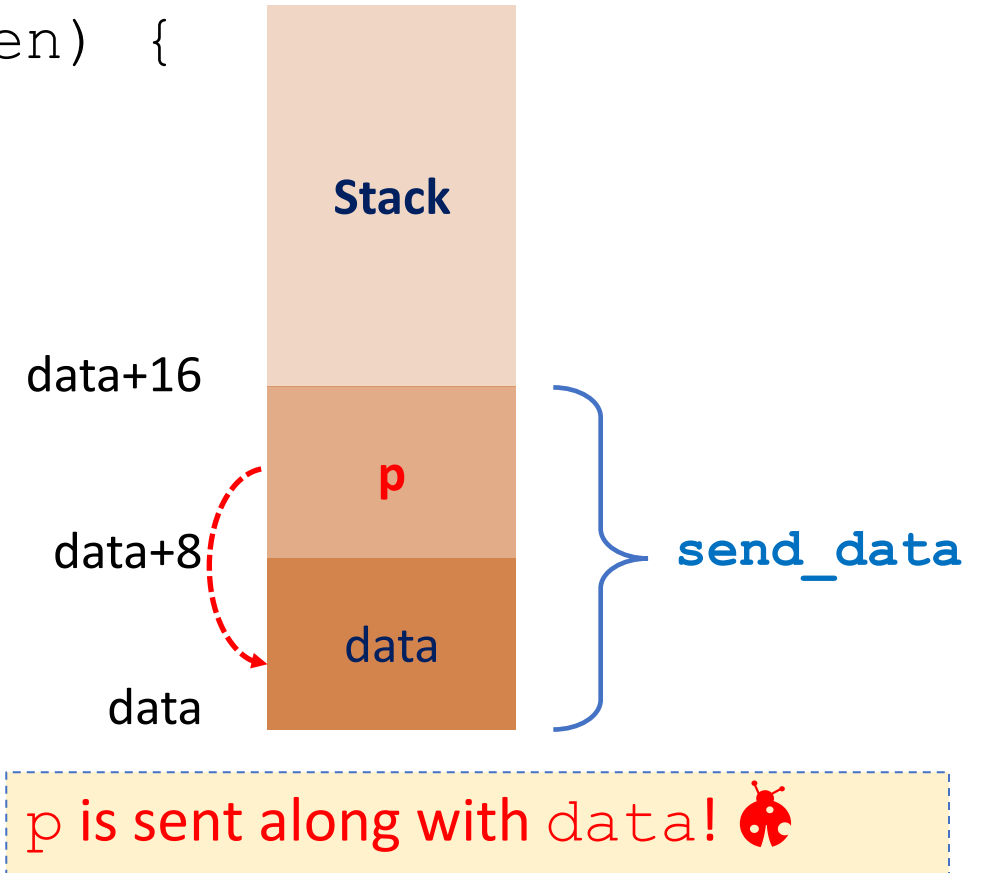 en) {
Stack
data+16
p
data+8
send_data
data
data
p is sent along with data!